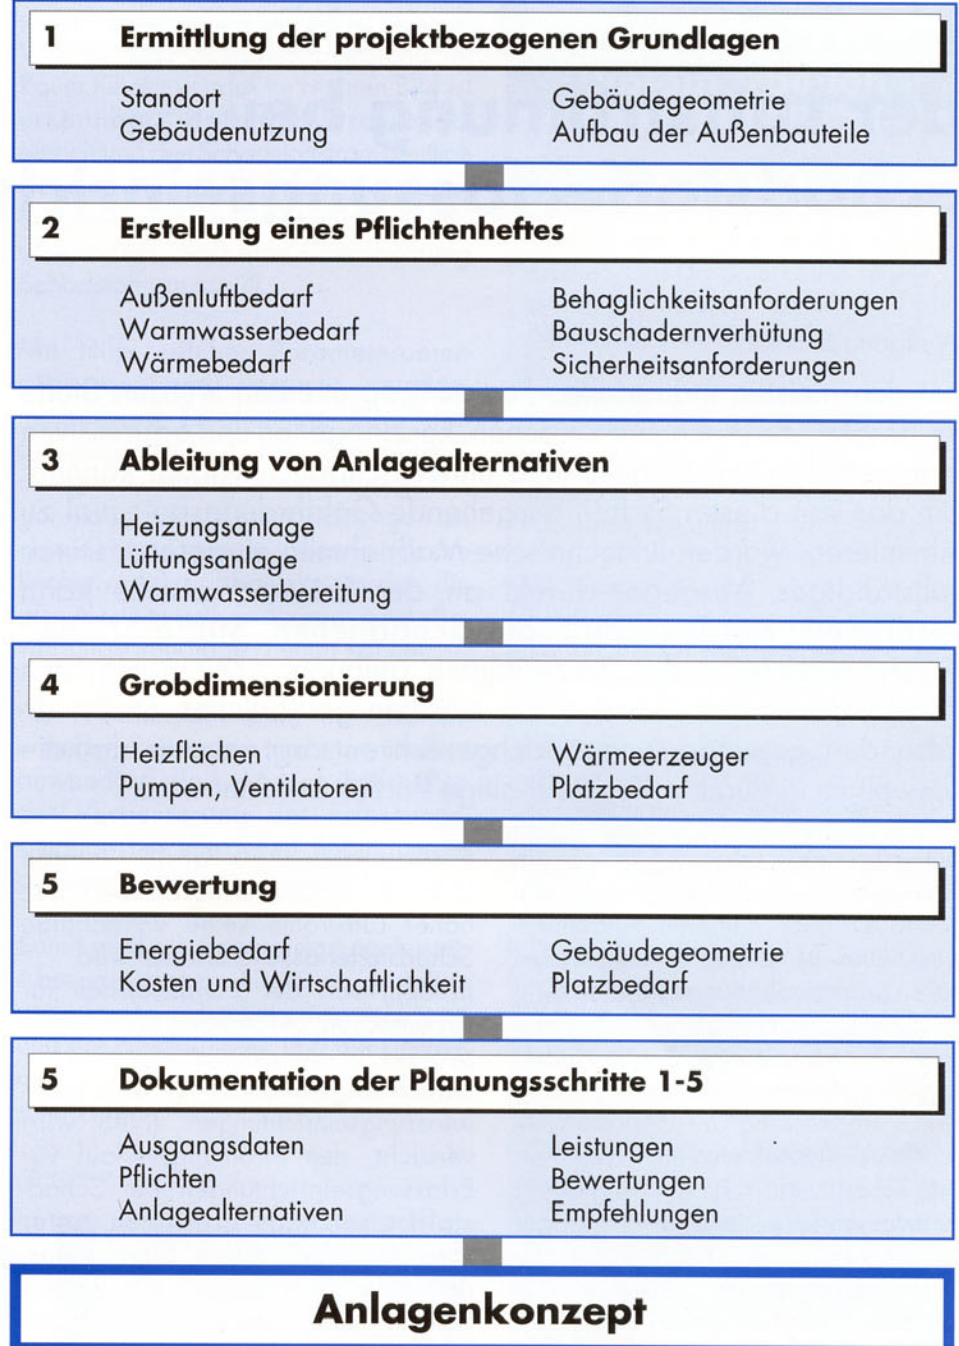 1 Ermittlung der projektbezogenen Grundlagen
Standort
Gebäudenutzung
Gebäudegeometrie
Aufbau der Außenbauteile
2 Erstellung eines Pflichtenheftes
Außenluftbedarf
Warmwasserbedarf
Wärmebedarf
Behaglichkeitsanforderungen
Bauschadernverhütung
Sicherheitsanforderungen
3 Ableitung von Anlagealternativen
Heizungsanlage
Lüftungsanlage
Warmwasserbereitung
4 Grobdimensionierung
Heizflächen
Pumpen, Ventilatoren
Wärmeerzeuger
Platzbedarf
5 Bewertung
Energiebedarf
Kosten und Wirtschaftlichkeit
Gebäudegeometrie
Platzbedarf
5 Dokumentation der Planungsschritte 1-5
Ausgangsdaten
Pflichten
Anlagealternativen
Leistungen
Bewertungen
Empfehlungen
Anlagenkonzept